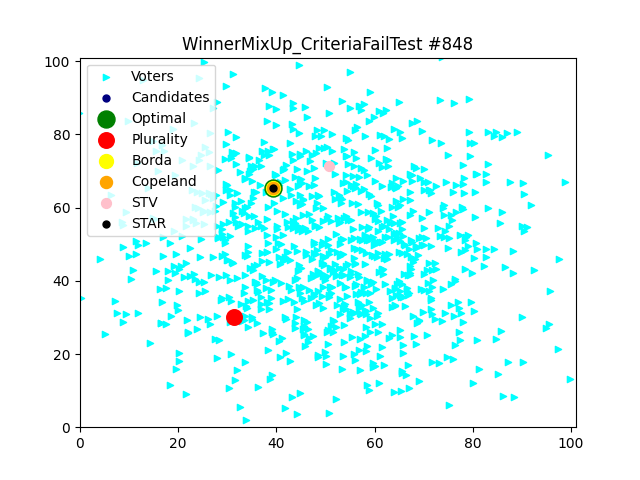 WinnerMixUp_CriteriaFailTest #848
100
80
60
40
20
0
0
20
40
60
80
100
Voters
Candidates
Optimal
Plurality
Borda
Copeland
STV
STAR